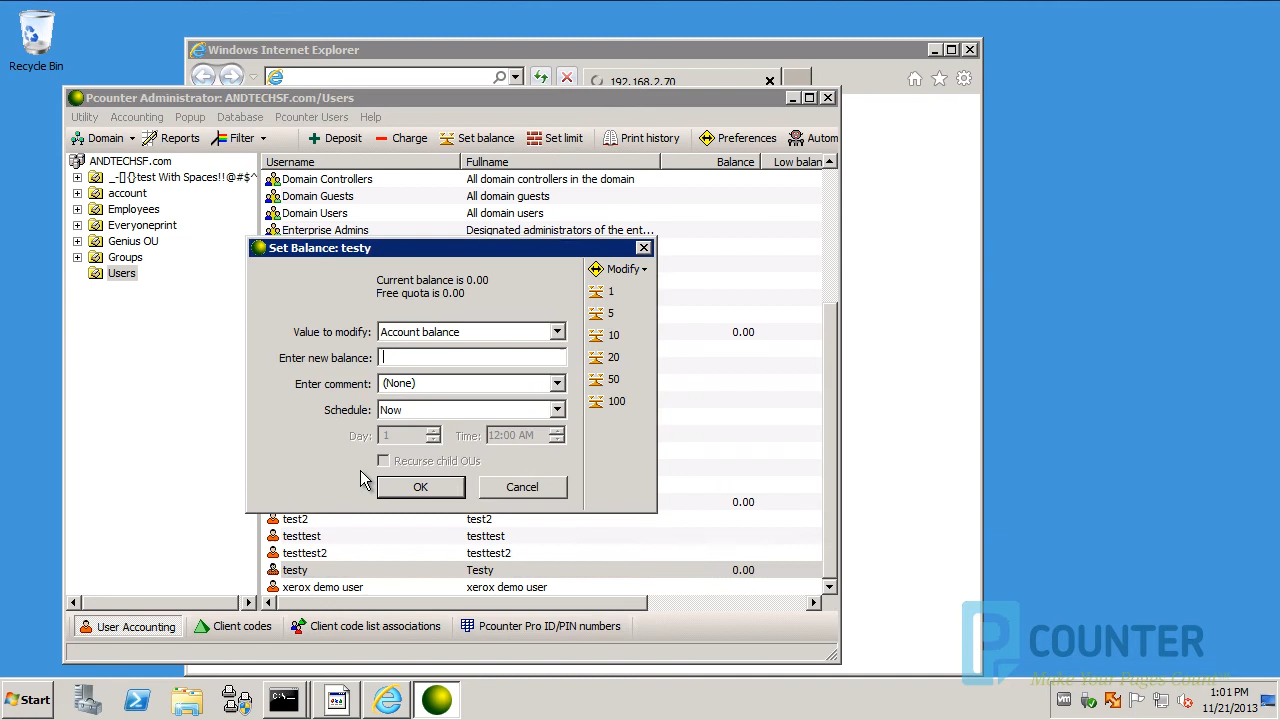 Recycle Bin
Windows Internet Explorer
192.168.2.70
Pcounter Administrator: ANDTECHSF.com/Users
Utility Accounting Popup Database Pcounter Users Help
Domain Reports Filter Deposit Charge Set balance Set limit Print history Preferences Autom
ANDTECHSF.com
_-[]{}test With Spaces!!@#$^
account
Employees
Everyoneprint
Genius OU
Groups
Users
Username Fullname Balance Low balan
Domain Controllers All domain controllers in the domain
Domain Guests All domain guests
Domain Users All domain users
Enterprise Admins Designated administrators of the ent...
0.00
0.00
Set Balance: testy
Current balance is 0.00
Free quota is 0.00
Value to modify: Account balance
Enter new balance:
Enter comment: (None)
Schedule: Now
Day: 1 Time: 12:00 AM
Recurse child OUs
OK Cancel
Modify
1
5
10
20
50
100
test2 test2
testtest testtest
testtest2 testtest2
testy Testy 0.00
xerox demo user xerox demo user
User Accounting Client codes Client code list associations Pcounter Pro ID/PIN numbers
P COUNTER
Make Your Pages Count
Start
C:\
1:01 PM
11/21/2013